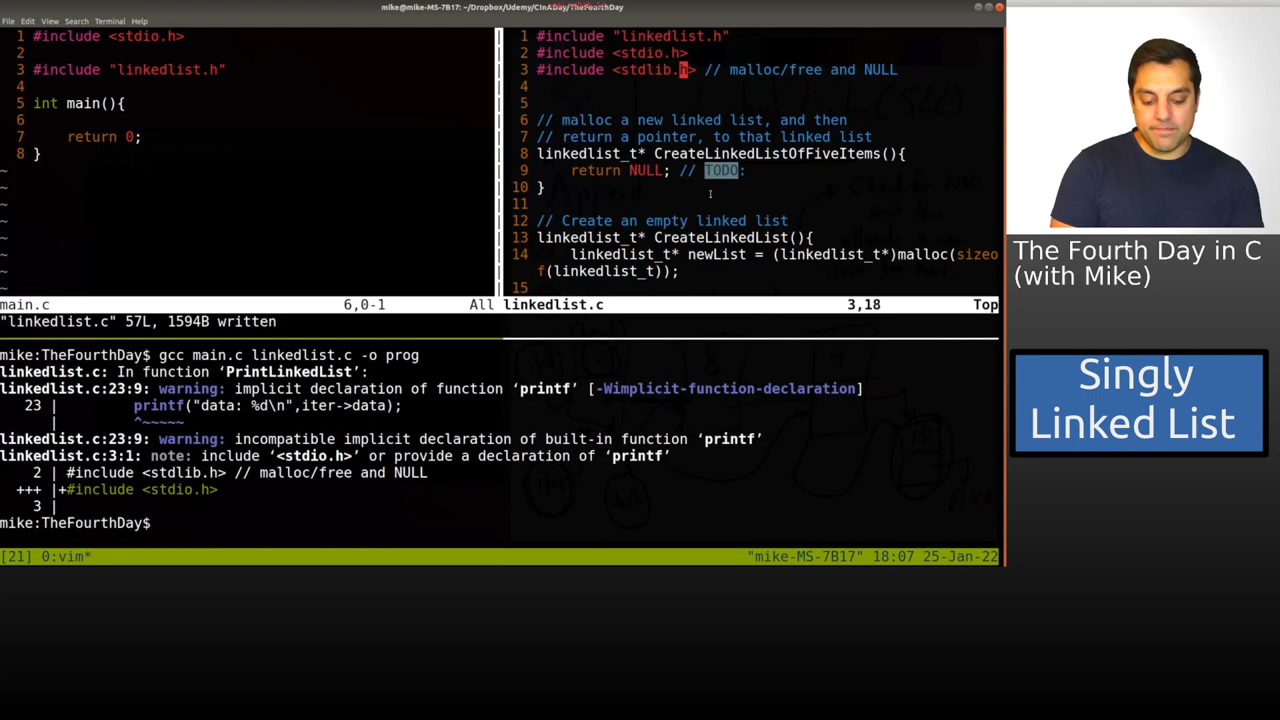 mike@mike-MS-7B17: ~/Dropbox/Udemy/CInADay/TheFourthDay
File Edit View Search Terminal Help
1 #include <stdio.h>
2
3 #include "linkedlist.h"
4
5 int main(){
6
7     return 0;
8 }
~
~
~
~
~
~
~
~
main.c 6,0-1 All
1 #include "linkedlist.h"
2 #include <stdio.h>
3 #include <stdlib.h> // malloc/free and NULL
4
5
6 // malloc a new linked list, and then
7 // return a pointer, to that linked list
8 linkedlist_t* CreateLinkedListOfFiveItems(){
9     return NULL; // TODO:
10 }
11
12 // Create an empty linked list
13 linkedlist_t* CreateLinkedList(){
14     linkedlist_t* newList = (linkedlist_t*)malloc(sizeo
f(linkedlist_t));
15
linkedlist.c 3,18 Top
"linkedlist.c" 57L, 1594B written
mike:TheFourthDay$ gcc main.c linkedlist.c -o prog
linkedlist.c: In function ‘PrintLinkedList’:
linkedlist.c:23:9: warning: implicit declaration of function ‘printf’ [-Wimplicit-function-declaration]
23 |         printf("data: %d\n",iter->data);
|         ^~~~~~
linkedlist.c:23:9: warning: incompatible implicit declaration of built-in function ‘printf’
linkedlist.c:3:1: note: include ‘<stdio.h>’ or provide a declaration of ‘printf’
2 | #include <stdlib.h> // malloc/free and NULL
+++ |+#include <stdio.h>
3 |
mike:TheFourthDay$
[21] 0:vim* "mike-MS-7B17" 18:07 25-Jan-22
The Fourth Day in C
(with Mike)
Singly
Linked List